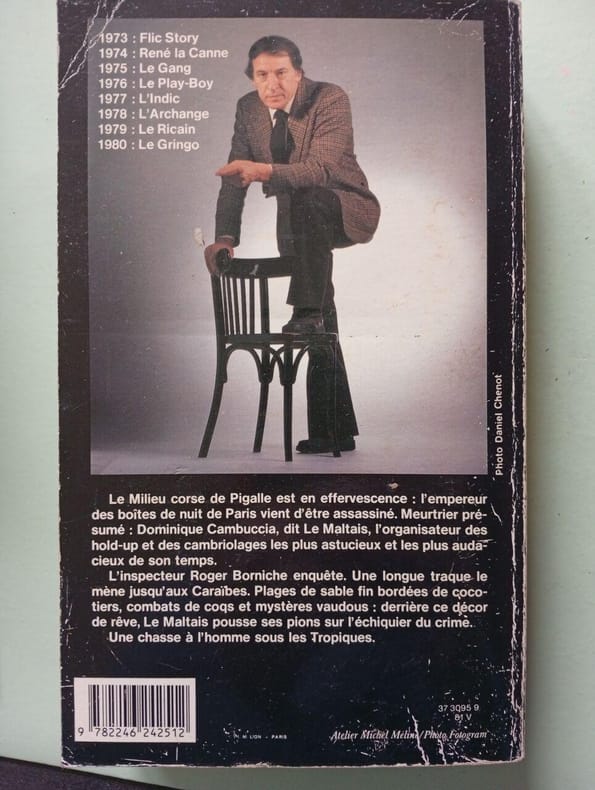 1973 : Flic Story
1974 : René la Canne
1975 : Le Gang
1976 : Le Play-Boy
1977 : L'Indic
1978 : L'Archange
1979 : Le Ricain
1980 : Le Gringo
Photo Daniel Chenot
Le Milieu corse de Pigalle est en effervescence : l'empereur
des boîtes de nuit de Paris vient d'être assassiné. Meurtrier pré-
sumé : Dominique Cambuccia, dit Le Maltais, l'organisateur des
hold-up et des cambriolages les plus astucieux et les plus auda-
cieux de son temps.
L'inspecteur Roger Borniche enquête. Une longue traque le
mène jusqu'aux Caraïbes. Plages de sable fin bordées de coco-
tiers, combats de coqs et mystères vaudous : derrière ce décor
de rêve, Le Maltais pousse ses pions sur l'échiquier du crime.
Une chasse à l'homme sous les Tropiques.
9 782246 242512
LION - PARIS
37 3095 9
81 V
Atelier Michel Méline/Photo Fotogram